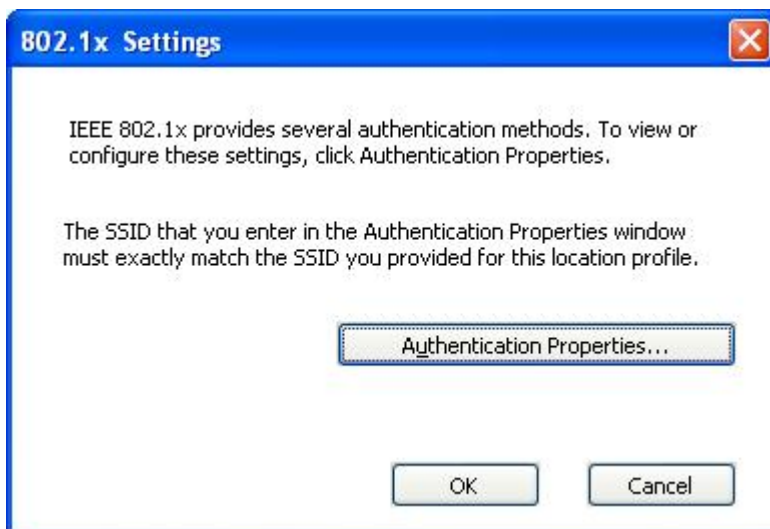 802.1x Settings
IEEE 802.1x provides several authentication methods. To view or
configure these settings, click Authentication Properties.
The SSID that you enter in the Authentication Properties window
must exactly match the SSID you provided for this location profile.
Authentication Properties...
OK Cancel